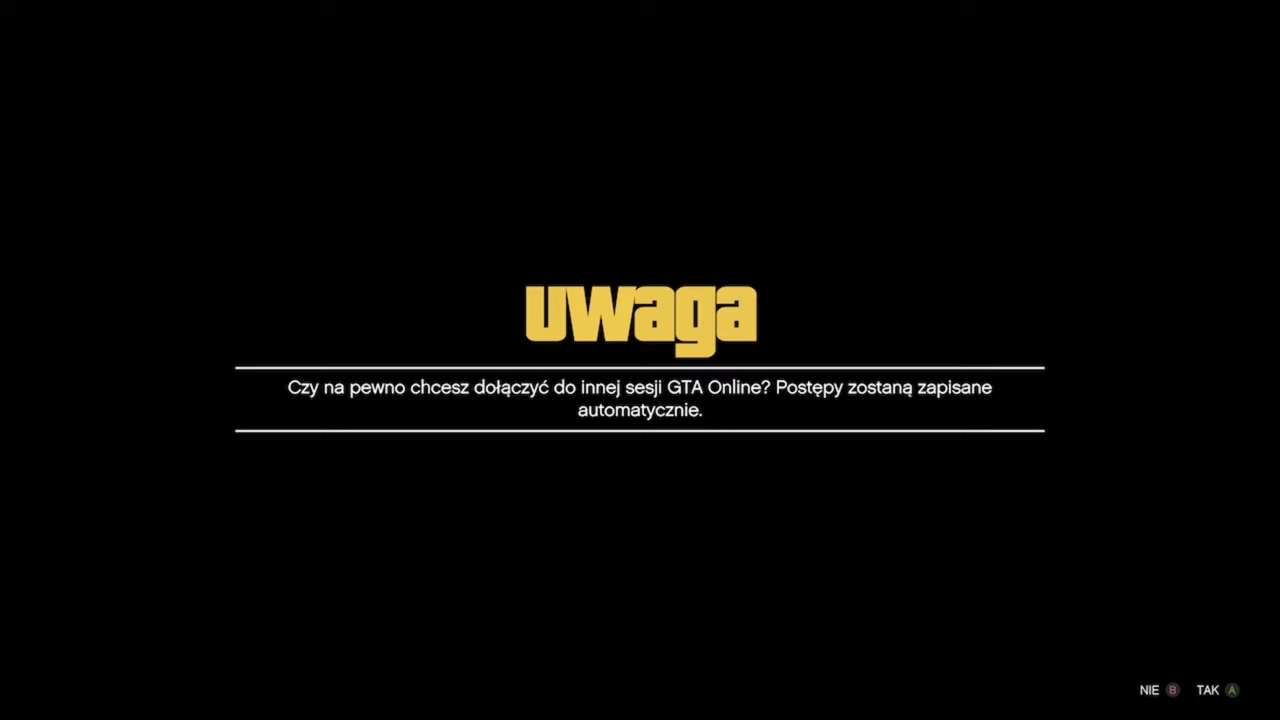 uwaga
Czy na pewno chcesz dołączyć do innej sesji GTA Online? Postępy zostaną zapisane
automatycznie.
NIE B TAK A